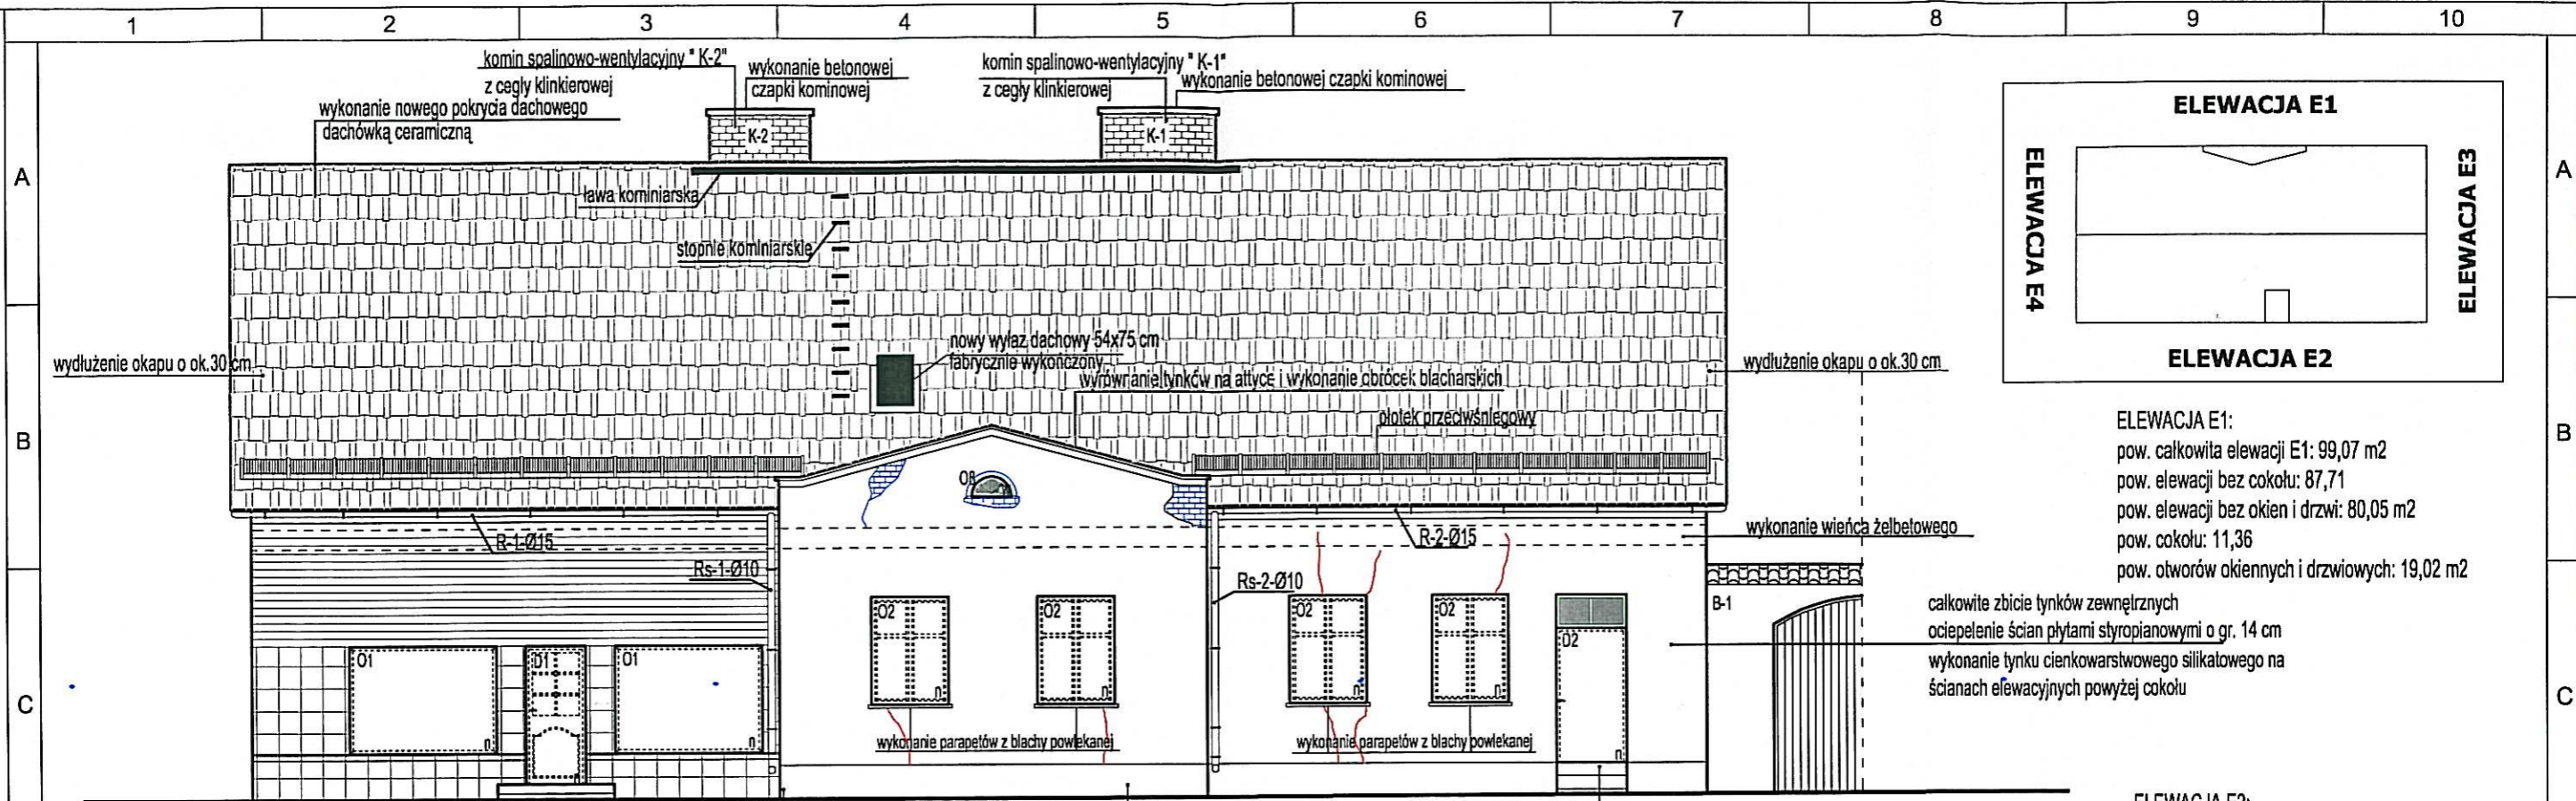 1 2 3 4 5 6 7 8 9 10
komin spalinowo-wentylacyjny " K-2"
z cegły klinkierowej
wykonanie betonowej
czapki kominowej
komin spalinowo-wentylacyjny " K-1"
z cegły klinkierowej
wykonanie betonowej czapki kominowej
wykonanie nowego pokrycia dachowego
dachówką ceramiczną
K-2
K-1
A
A
ława kominiarska
stopnie kominiarskie
ELEWACJA E1
ELEWACJA E4
ELEWACJA E3
ELEWACJA E2
nowy wyłaz dachowy 54x75 cm
fabrycznie wykończony
wyrównanie tynków na attyce i wykonanie obróbek blacharskich
wydłużenie okapu o ok.30 cm
wydłużenie okapu o ok.30 cm
płotek przeciwśniegowy
B
B
ELEWACJA E1:
pow. całkowita elewacji E1: 99,07 m2
pow. elewacji bez cokołu: 87,71
pow. elewacji bez okien i drzwi: 80,05 m2
pow. cokołu: 11,36
pow. otworów okiennych i drzwiowych: 19,02 m2
R-1-Ø15
R-2-Ø15
wykonanie wieńca żelbetowego
Rs-1-Ø10
Rs-2-Ø10
O2
O2
O2
O2
B-1
całkowite zbicie tynków zewnętrznych
ociepelenie ścian płytami styropianowymi o gr. 14 cm
wykonanie tynku cienkowarstwowego silikatowego na
ścianach elewacyjnych powyżej cokołu
O1
D1
O1
D2
n
n
n
n
n
n
n
C
C
wykonanie parapetów z blachy powlekanej
wykonanie parapetów z blachy powlekanej